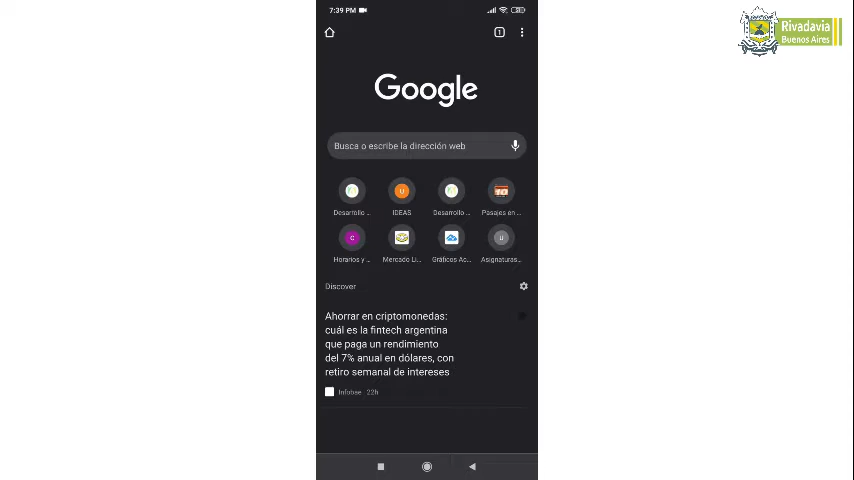 7:39 PM
Rivadavia
Buenos Aires
1
Google
Busca o escribe la dirección web
U
10
Desarrollo ...
IDEAS
Desarrollo ...
Pasajes en ...
C
U
Horarios y ...
Mercado Li...
Gráficos Ac...
Asignaturas...
Discover
Ahorrar en criptomonedas:
cuál es la fintech argentina
que paga un rendimiento
del 7% anual en dólares, con
retiro semanal de intereses
Infobae · 22h